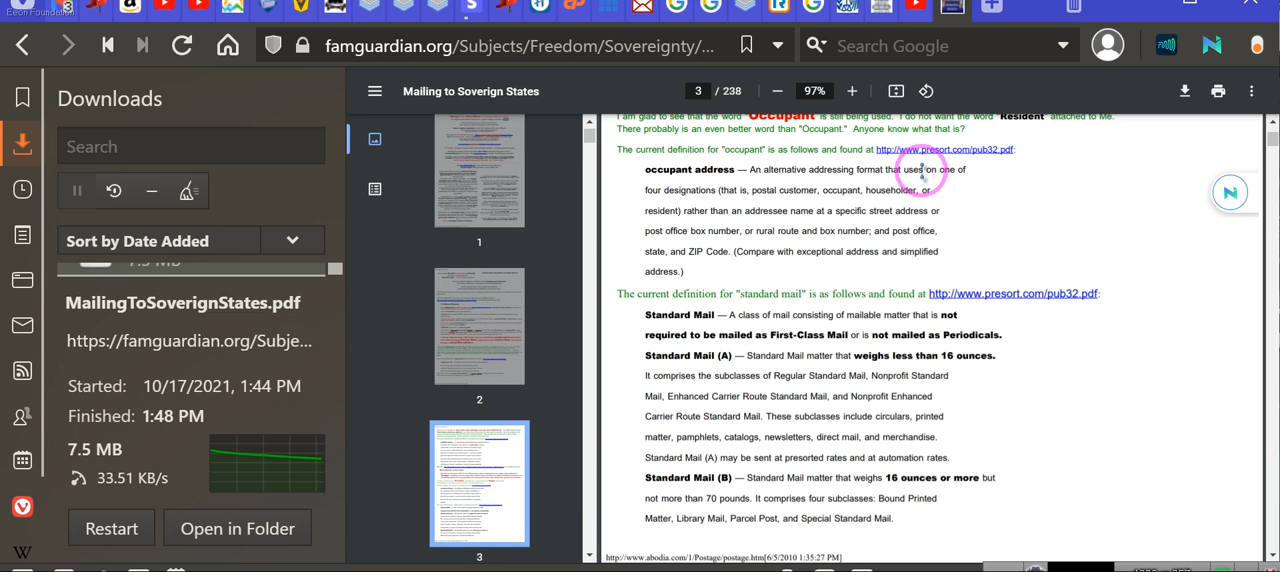 Eeon Foundation
famguardian.org/Subjects/Freedom/Sovereignty/...
Search Google
Downloads
Search
Sort by Date Added
7.5 MB
MailingToSoverignStates.pdf
https://famguardian.org/Subje...
Started: 10/17/2021, 1:44 PM
Finished: 1:48 PM
7.5 MB
33.51 KB/s
Restart
Open in Folder
W
Mailing to Soverign States
3 / 238
97%
1
2
3
I am glad to see that the word "Occupant" is still being used. I do not want the word "Resident" attached to Me.
There probably is an even better word than "Occupant." Anyone know what that is?
The current definition for "occupant" is as follows and found at http://www.presort.com/pub32.pdf:
occupant address — An alternative addressing format that uses on one of
four designations (that is, postal customer, occupant, householder, or
resident) rather than an addressee name at a specific street address or
post office box number, or rural route and box number; and post office,
state, and ZIP Code. (Compare with exceptional address and simplified
address.)
The current definition for "standard mail" is as follows and found at http://www.presort.com/pub32.pdf:
Standard Mail — A class of mail consisting of mailable matter that is not
required to be mailed as First-Class Mail or is not mailed as Periodicals.
Standard Mail (A) — Standard Mail matter that weighs less than 16 ounces.
It comprises the subclasses of Regular Standard Mail, Nonprofit Standard
Mail, Enhanced Carrier Route Standard Mail, and Nonprofit Enhanced
Carrier Route Standard Mail. These subclasses include circulars, printed
matter, pamphlets, catalogs, newsletters, direct mail, and merchandise.
Standard Mail (A) may be sent at presorted rates and at automation rates.
Standard Mail (B) — Standard Mail matter that weighs 16 ounces or more but
not more than 70 pounds. It comprises four subclasses: Bound Printed
Matter, Library Mail, Parcel Post, and Special Standard Mail.
http://www.abodia.com/1/Postage/postage.htm[6/5/2010 1:35:27 PM]